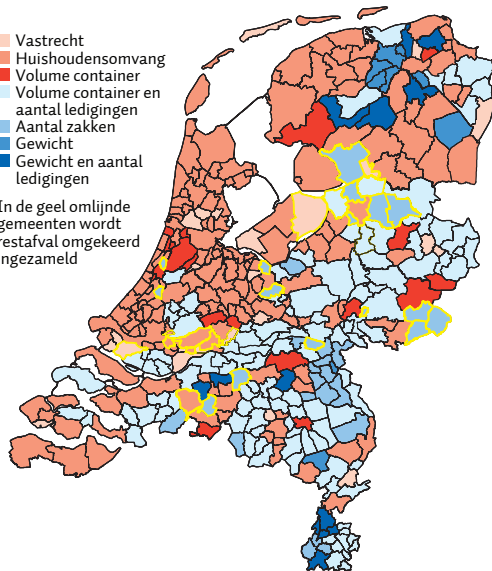 Vastrecht
Huishoudensomvang
Volume container
Volume container en
aantal ledigingen
Aantal zakken
Gewicht
Gewicht en aantal
ledigingen
In de geel omlijnde
gemeenten wordt
restafval omgekeerd
ingezameld